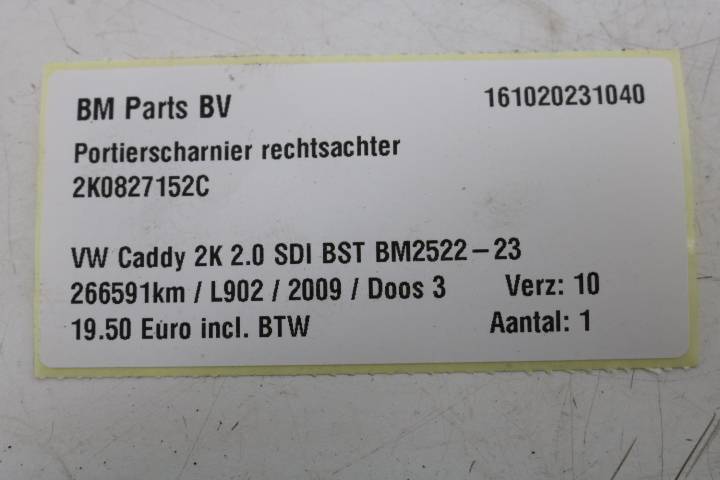 BM Parts BV 161020231040
Portierscharnier rechtsachter
2K0827152C
VW Caddy 2K 2.0 SDI BST BM2522-23
266591km / L902 / 2009 / Doos 3 Verz: 10
19.50 Euro incl. BTW Aantal: 1